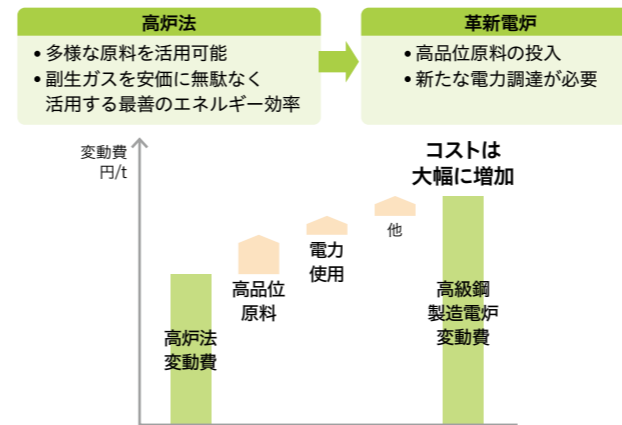 高炉法
• 多様な原料を活用可能
• 副生ガスを安価に無駄なく
活用する最善のエネルギー効率
革新電炉
• 高品位原料の投入
• 新たな電力調達が必要
変動費
円/t
コストは
大幅に増加
高炉法
変動費
高品位
原料
電力
使用
他
高級鋼
製造電炉
変動費